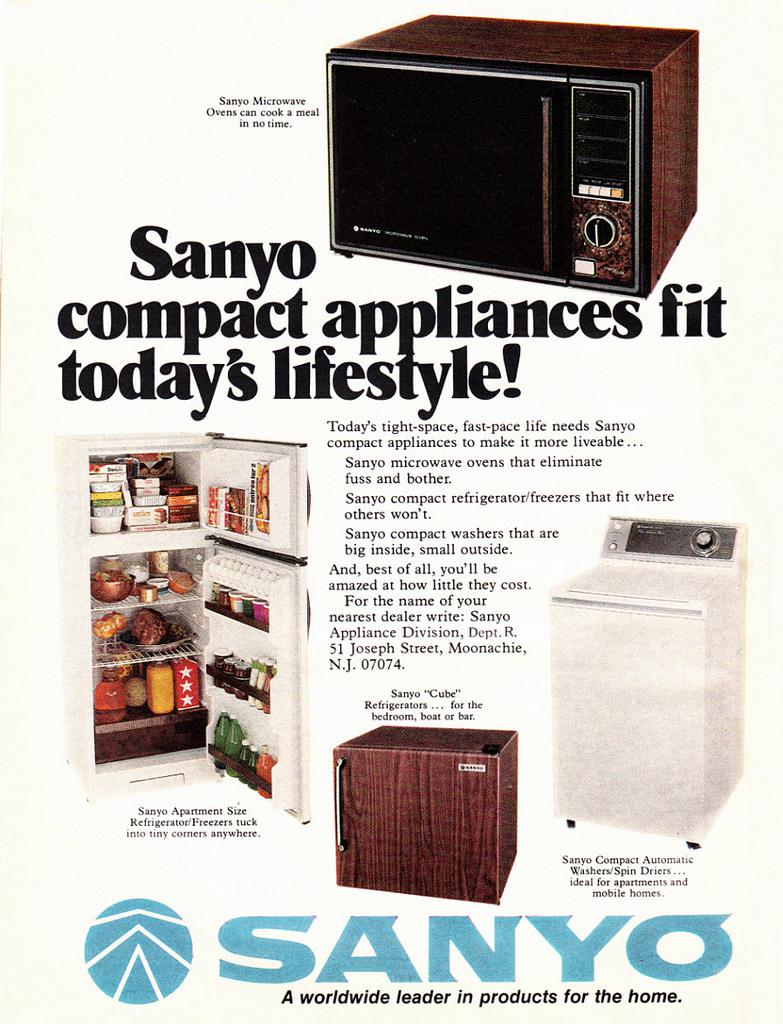 Sanyo Microwave
Ovens can cook a meal
in no time.
SANYO MICROWAVE OVEN
Sanyo
compact appliances fit
today's lifestyle!
Today's tight-space, fast-pace life needs Sanyo
compact appliances to make it more liveable...
Sanyo microwave ovens that eliminate
fuss and bother.
Sanyo compact refrigerator/freezers that fit where
others won't.
Sanyo compact washers that are
big inside, small outside.
And, best of all, you'll be
amazed at how little they cost.
For the name of your
nearest dealer write: Sanyo
Appliance Division, Dept. R,
51 Joseph Street, Moonachie,
N.J. 07074.
Sanyo "Cube"
Refrigerators... for the
bedroom, boat or bar.
SANYO
Sanyo Apartment Size
Refrigerator/Freezers tuck
into tiny corners anywhere.
Sanyo Compact Automatic
Washers/Spin Driers...
ideal for apartments and
mobile homes.
SANYO
A worldwide leader in products for the home.